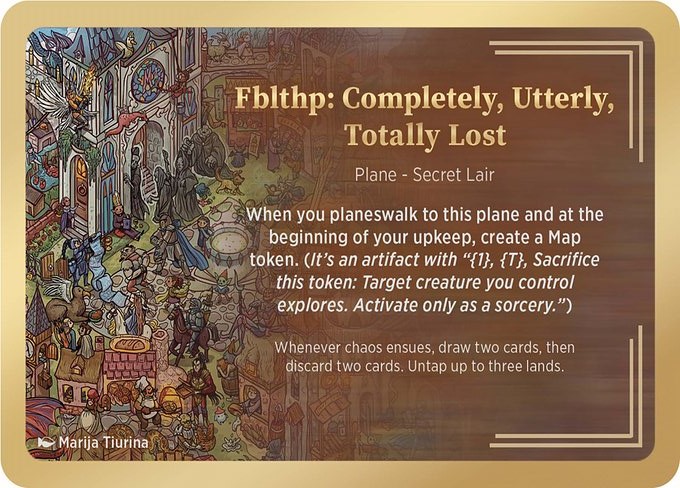 Fblthp: Completely, Utterly,
Totally Lost
Plane - Secret Lair
When you planeswalk to this plane and at the
beginning of your upkeep, create a Map
token. (It's an artifact with “{1}, {T}, Sacrifice
this token: Target creature you control
explores. Activate only as a sorcery.”)
Whenever chaos ensues, draw two cards, then
discard two cards. Untap up to three lands.
Marija Tiurina